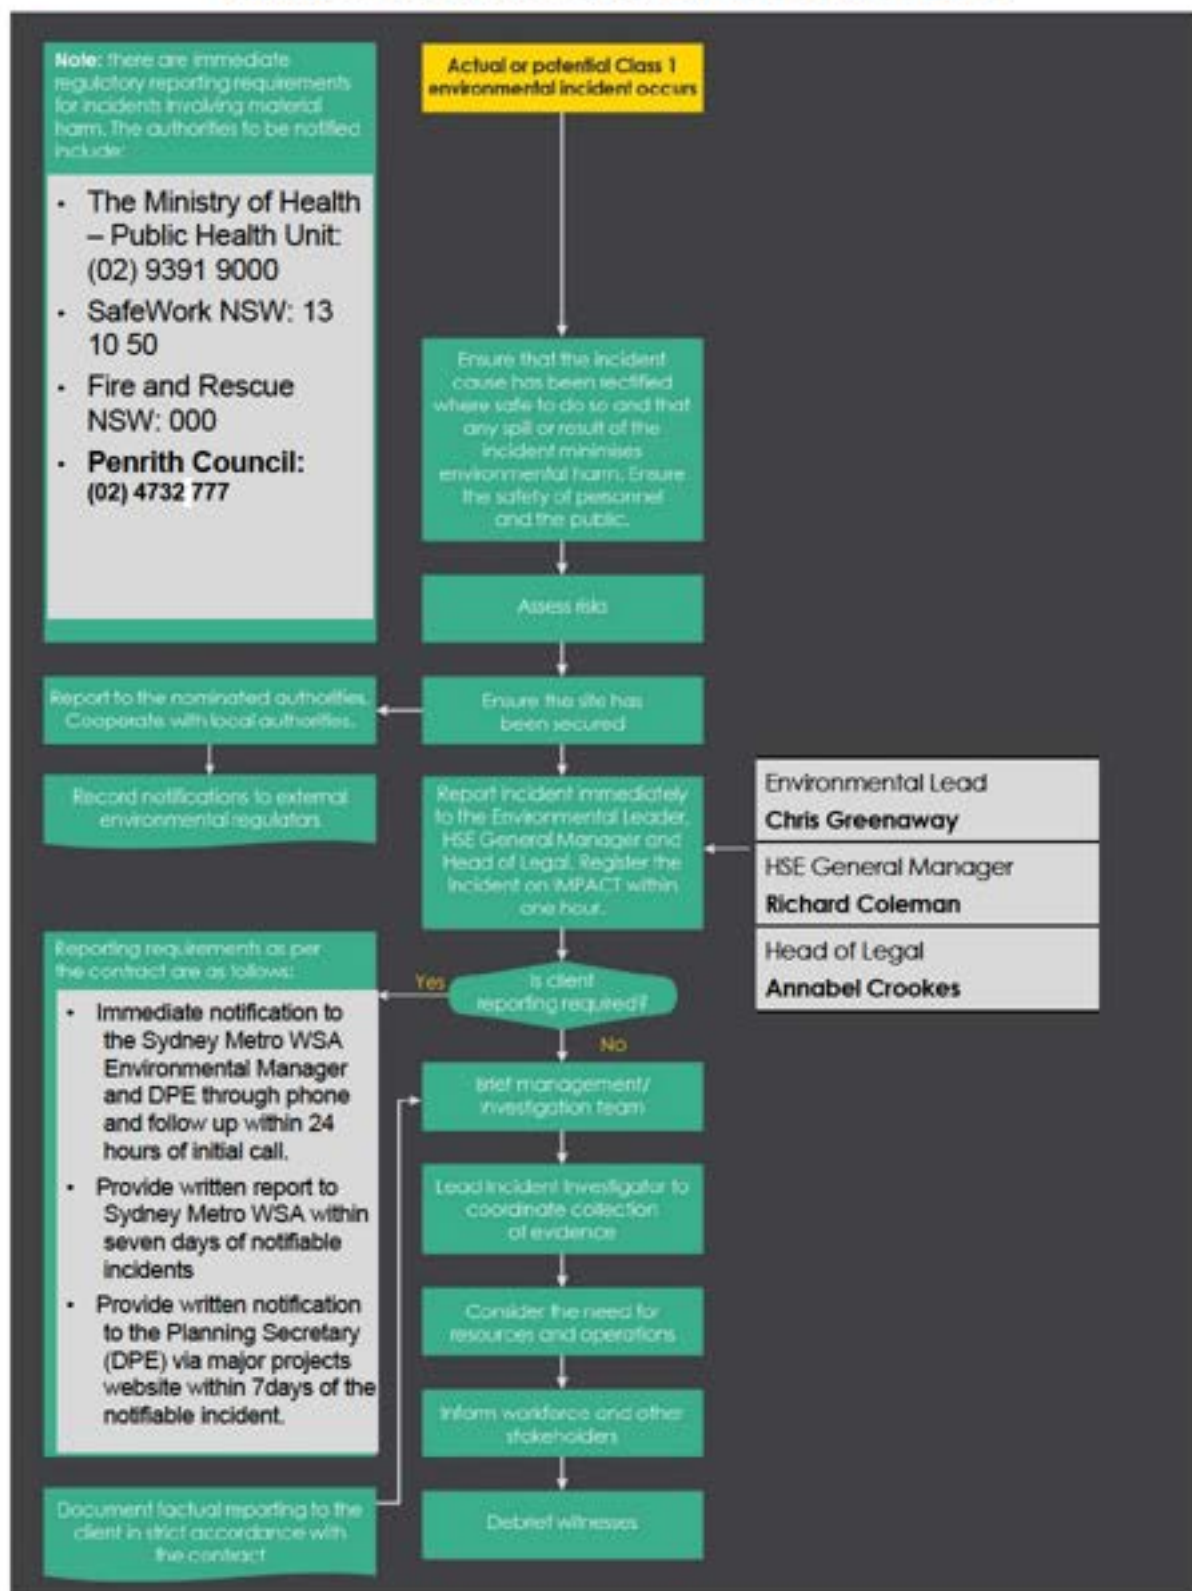 Note: there are immediate
regulatory reporting requirements
for incidents involving material
harm. The authorities to be notified
include:
• The Ministry of Health
– Public Health Unit:
(02) 9391 9000
• SafeWork NSW: 13
10 50
• Fire and Rescue
NSW: 000
• Penrith Council:
(02) 4732 777
Actual or potential Class 1
environmental incident occurs
Ensure that the incident
cause has been rectified
where safe to do so and that
any spill or result of the
incident minimises
environmental harm. Ensure
the safety of personnel
and the public.
Assess risks
Ensure the site has
been secured
Report to the nominated authorities.
Cooperate with local authorities.
Record notifications to external
environmental regulators
Report incident immediately
to the Environmental Leader,
HSE General Manager and
Head of Legal. Register the
incident on iMPACT within
one hour.
Environmental Lead
Chris Greenaway
HSE General Manager
Richard Coleman
Head of Legal
Annabel Crookes
Is client
reporting required?
Yes
No
Reporting requirements as per
the contract are as follows:
• Immediate notification to
the Sydney Metro WSA
Environmental Manager
and DPE through phone
and follow up within 24
hours of initial call.
• Provide written report to
Sydney Metro WSA within
seven days of notifiable
incidents
• Provide written notification
to the Planning Secretary
(DPE) via major projects
website within 7days of the
notifiable incident.
Document factual reporting to the
client in strict accordance with
the contract
Brief management/
investigation team
Lead Incident Investigator to
coordinate collection
of evidence
Consider the need for
resources and operations
Inform workforce and other
stakeholders
Debrief witnesses